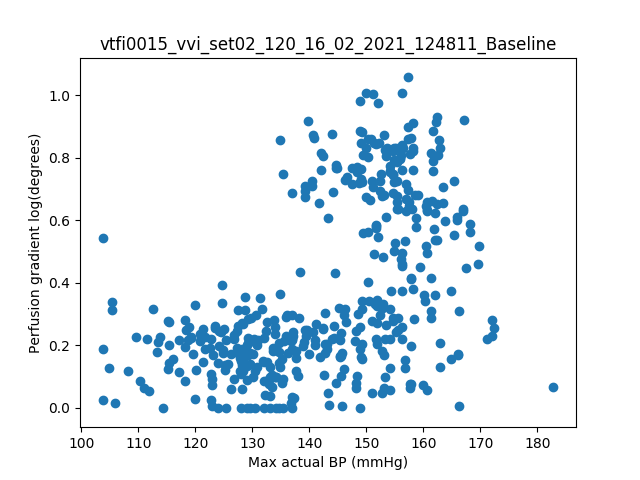 vtfi0015_vvi_set02_120_16_02_2021_124811_Baseline
Perfusion gradient log(degrees)
1.0
0.8
0.6
0.4
0.2
0.0
100 110 120 130 140 150 160 170 180
Max actual BP (mmHg)